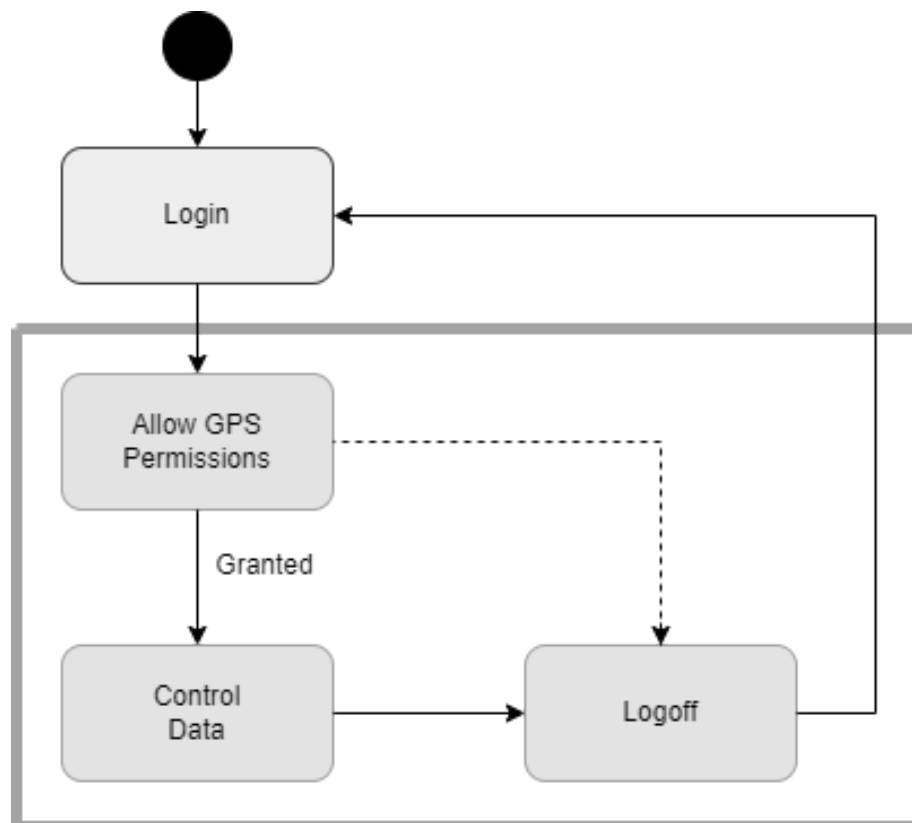 Login
Allow GPS
Permissions
Granted
Control
Data
Logoff